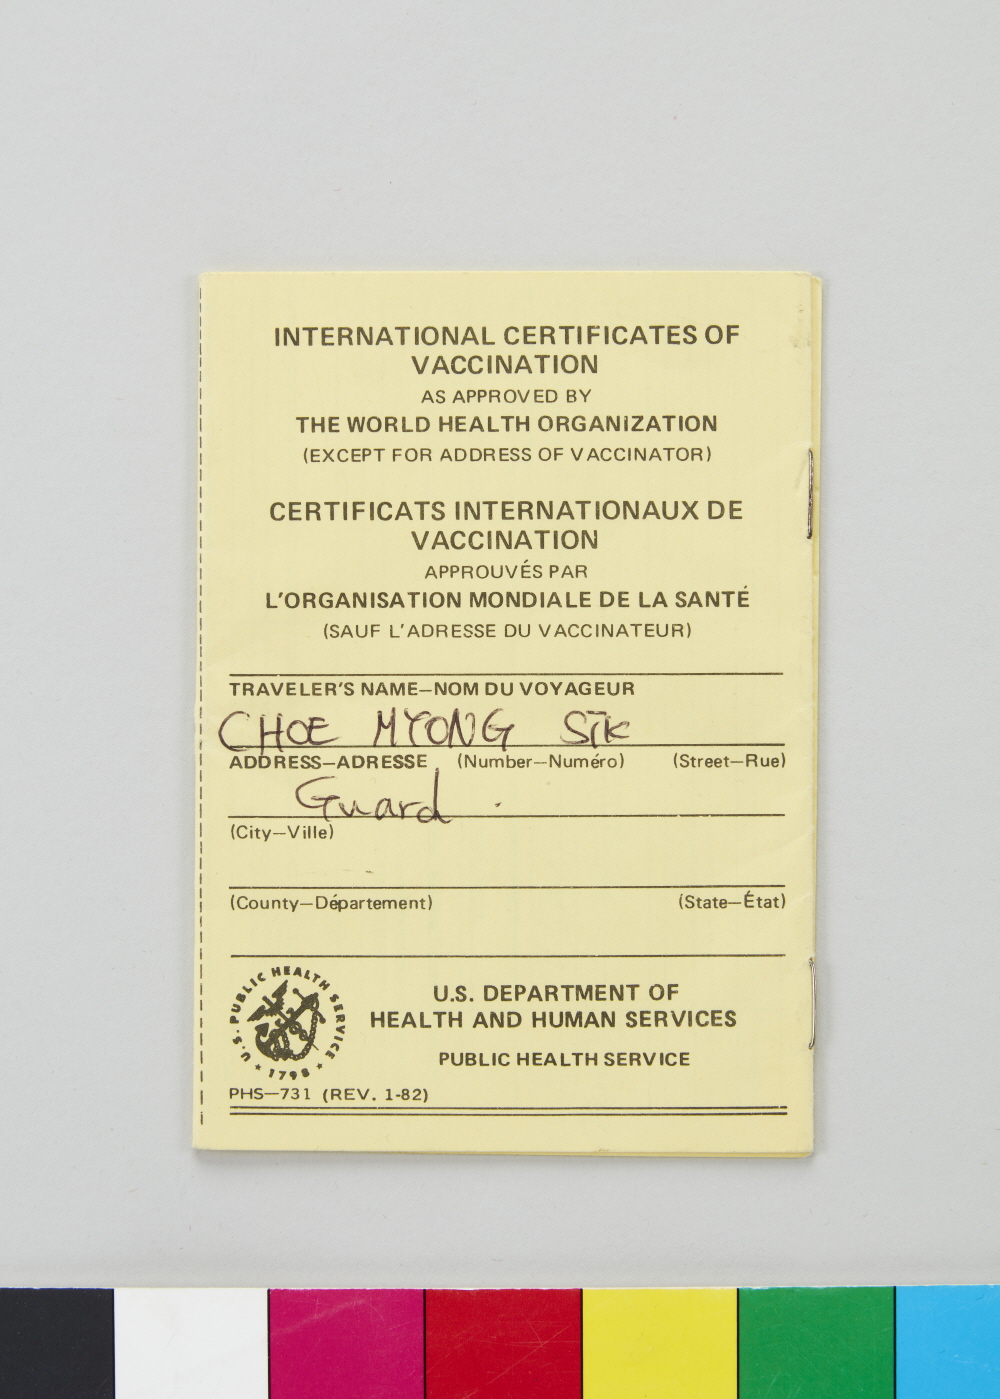 INTERNATIONAL CERTIFICATES OF
VACCINATION
AS APPROVED BY
THE WORLD HEALTH ORGANIZATION
(EXCEPT FOR ADDRESS OF VACCINATOR)
CERTIFICATS INTERNATIONAUX DE
VACCINATION
APPROUVÉS PAR
L'ORGANISATION MONDIALE DE LA SANTÉ
(SAUF L'ADRESSE DU VACCINATEUR)
TRAVELER'S NAME—NOM DU VOYAGEUR
CHOE MYONG SIK
ADDRESS—ADRESSE (Number—Numéro) (Street—Rue)
Guard.
(City—Ville)
(County—Département) (State—État)
U.S. PUBLIC HEALTH SERVICE
1798
U.S. DEPARTMENT OF
HEALTH AND HUMAN SERVICES
PUBLIC HEALTH SERVICE
PHS—731 (REV. 1-82)